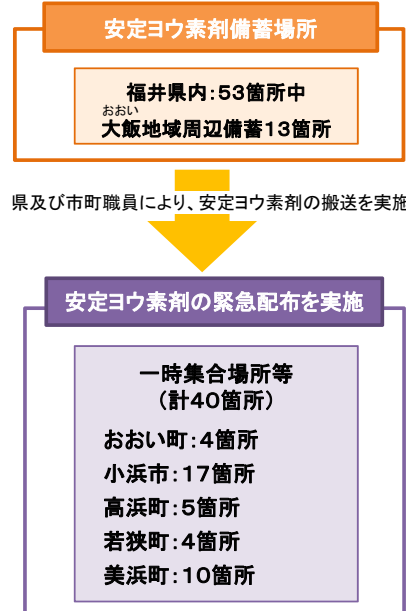 安定ヨウ素剤備蓄場所
福井県内:53箇所中
おおい
大飯地域周辺備蓄13箇所
県及び市町職員により、安定ヨウ素剤の搬送を実施
安定ヨウ素剤の緊急配布を実施
一時集合場所等
(計40箇所)
おおい町:4箇所
小浜市:17箇所
高浜町:5箇所
若狭町:4箇所
美浜町:10箇所